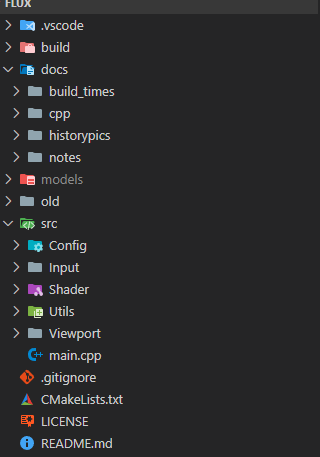 FLUX
.vscode
build
docs
build_times
cpp
historypics
notes
models
old
src
Config
Input
Shader
Utils
Viewport
main.cpp
.gitignore
CMakeLists.txt
LICENSE
README.md